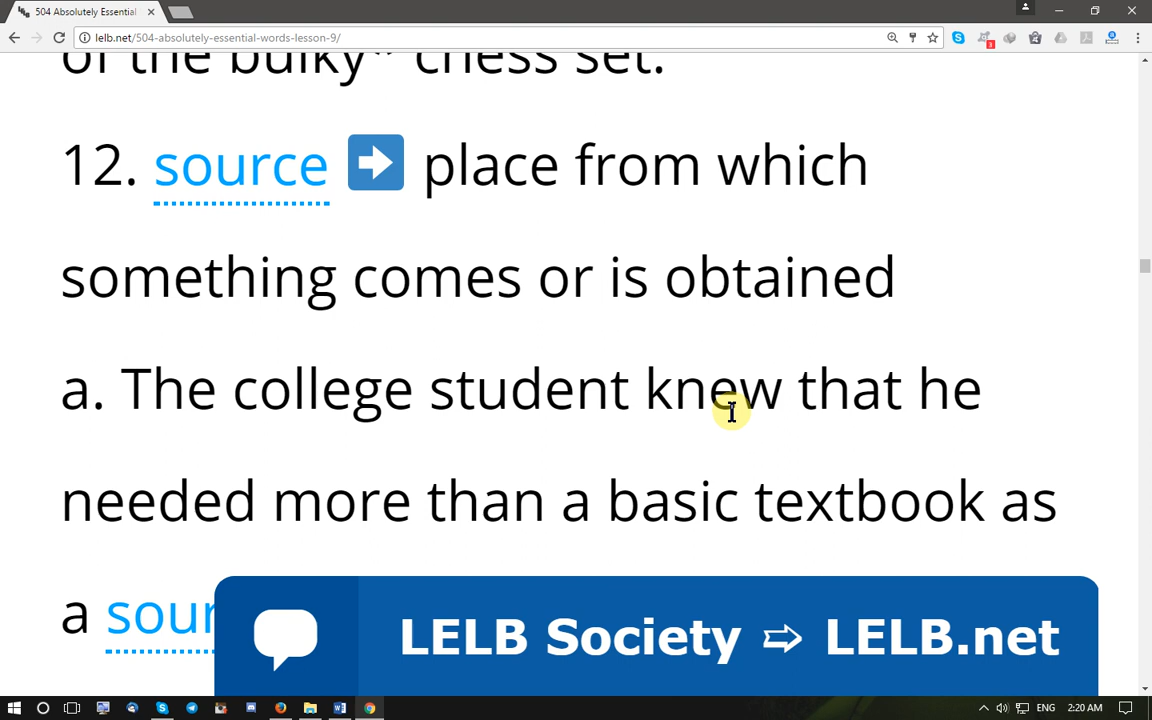 504 Absolutely Essential
lelb.net/504-absolutely-essential-words-lesson-9/
of the bulky* chess set.
12. source ➡ place from which
something comes or is obtained
a. The college student knew that he
needed more than a basic textbook as
a sour
LELB Society ⇨ LELB.net
ENG 2:20 AM